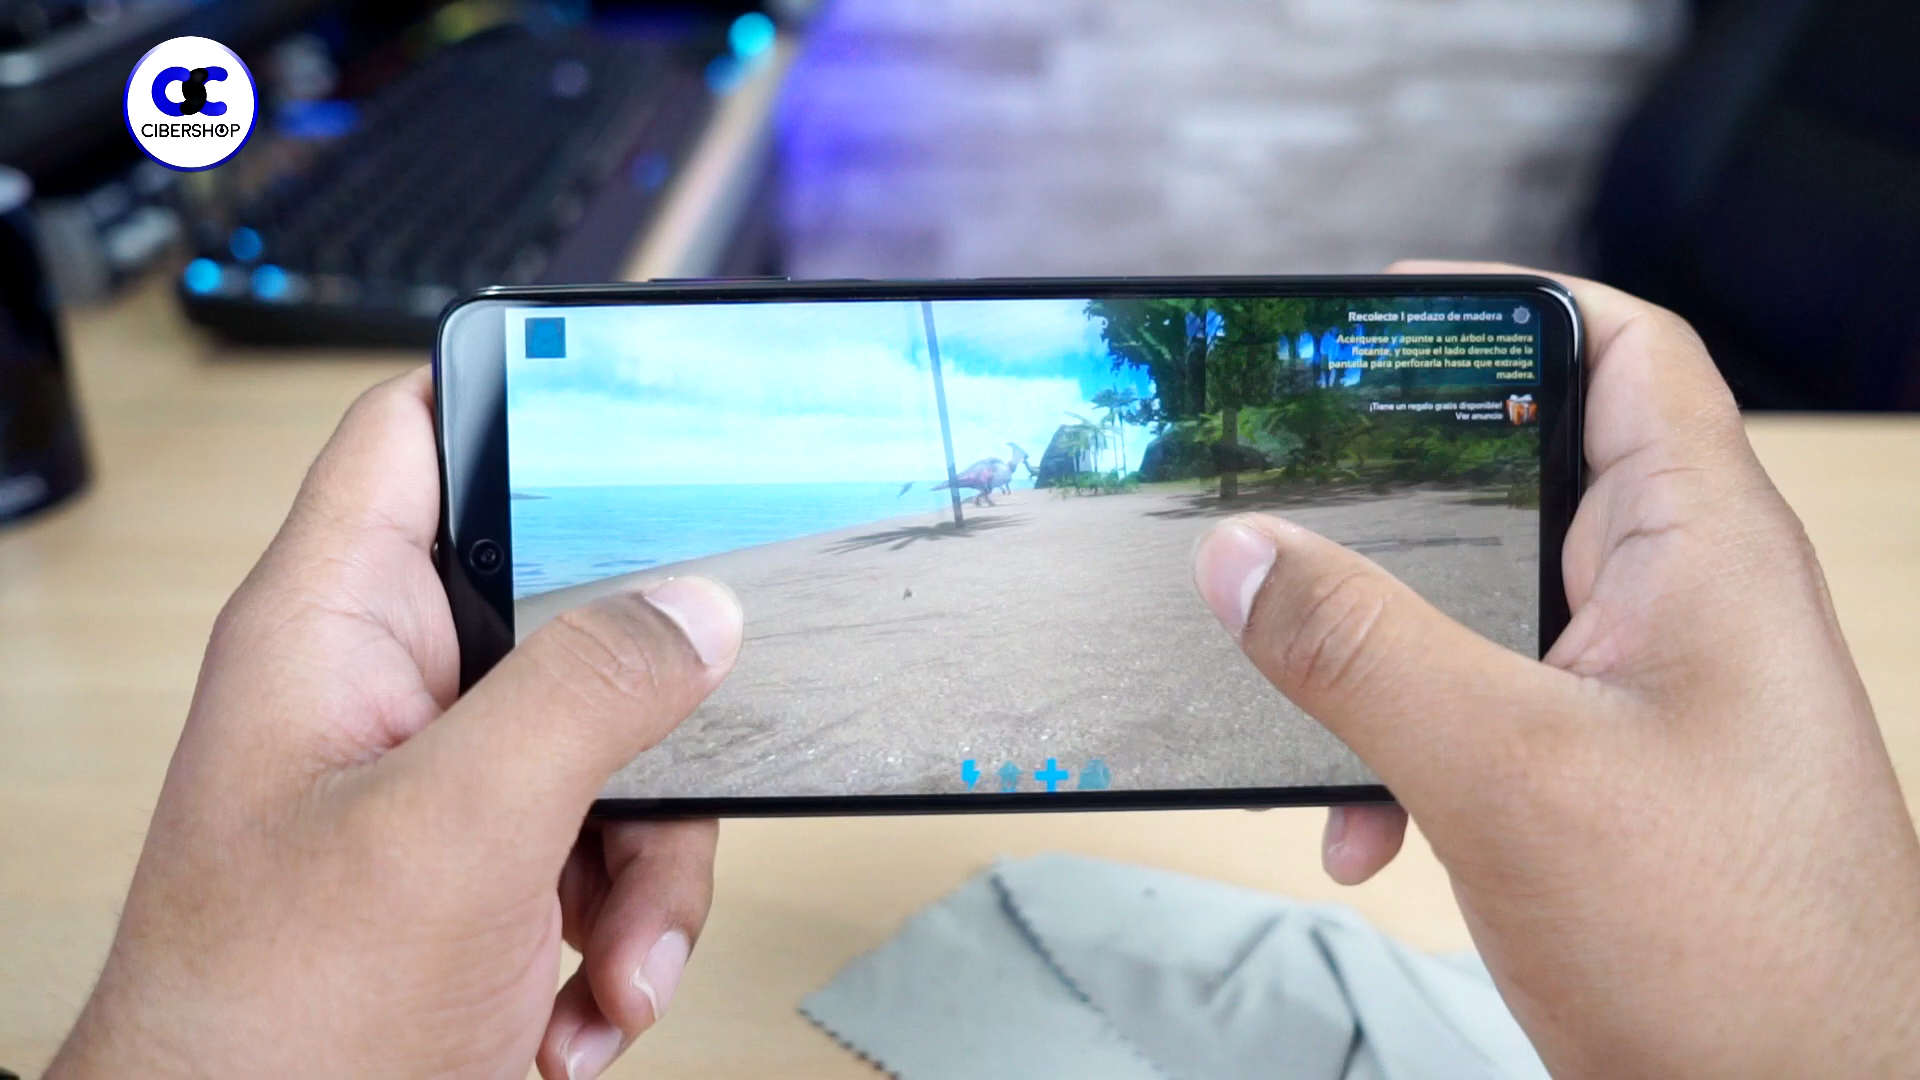 CSC
CIBERSHOP
Recolecte 1 pedazo de madera
Acérquese y apunte a un árbol o madera
flotante, y toque el lado derecho de la
pantalla para perforarla hasta que extraiga
madera.
¡Tiene un regalo gratis disponible!
Ver anuncio